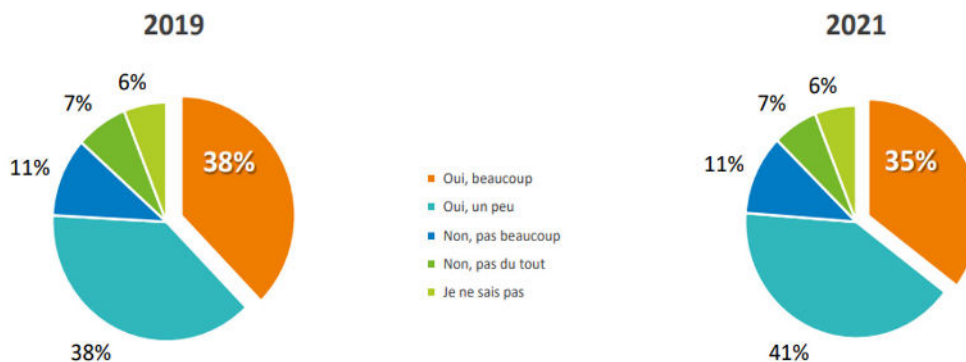 2019
6%
7%
11%
38%
38%
Oui, beaucoup
Oui, un peu
Non, pas beaucoup
Non, pas du tout
Je ne sais pas
2021
6%
7%
11%
35%
41%